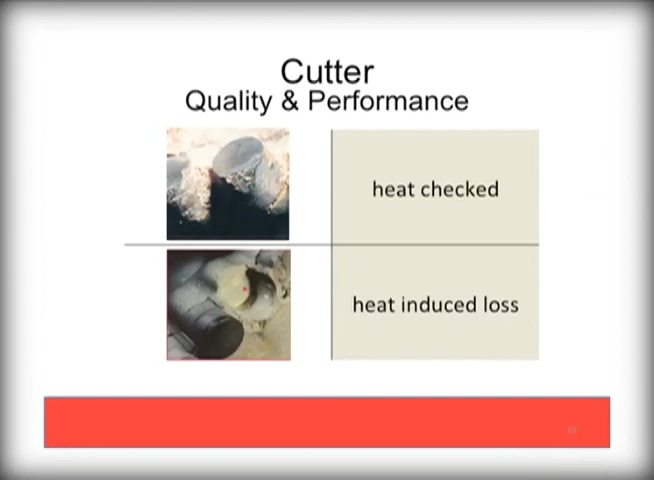 Cutter
Quality & Performance
heat checked
heat induced loss